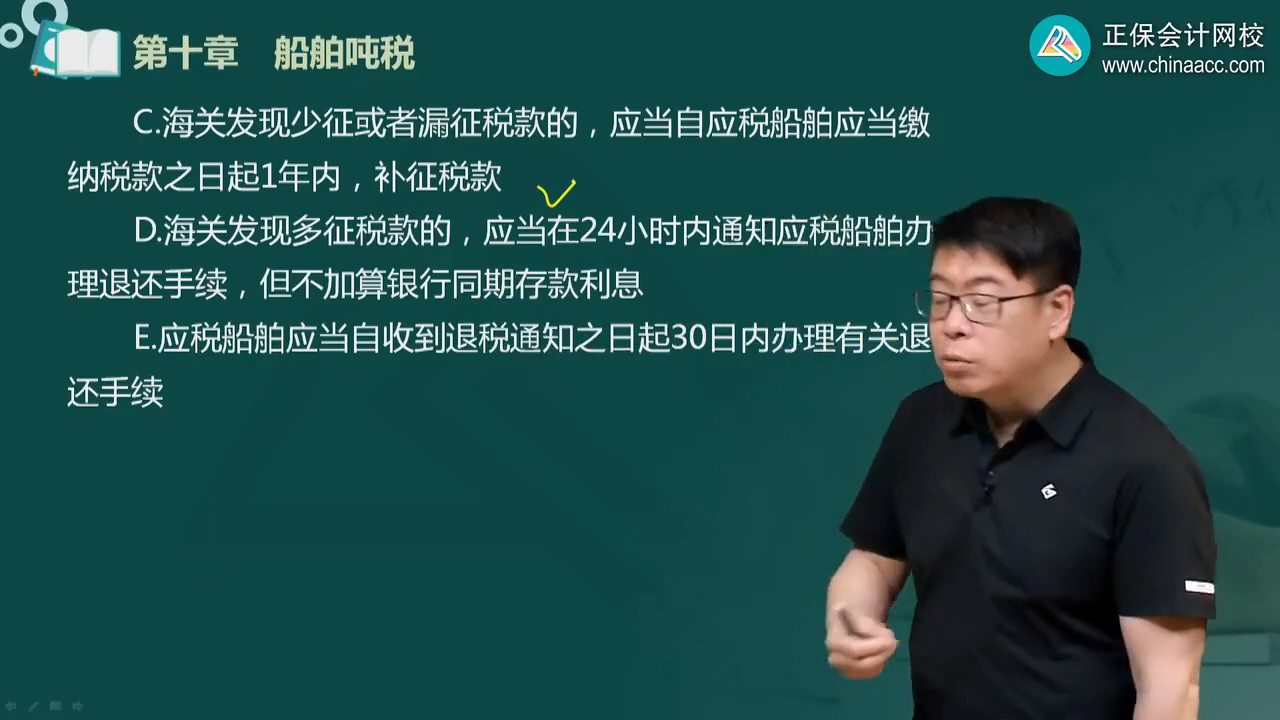 第十章 船舶吨税
正保会计网校
www.chinaacc.com
C.海关发现少征或者漏征税款的，应当自应税船舶应当缴
纳税款之日起1年内，补征税款
D.海关发现多征税款的，应当在24小时内通知应税船舶办
理退还手续，但不加算银行同期存款利息
E.应税船舶应当自收到退税通知之日起30日内办理有关退
还手续